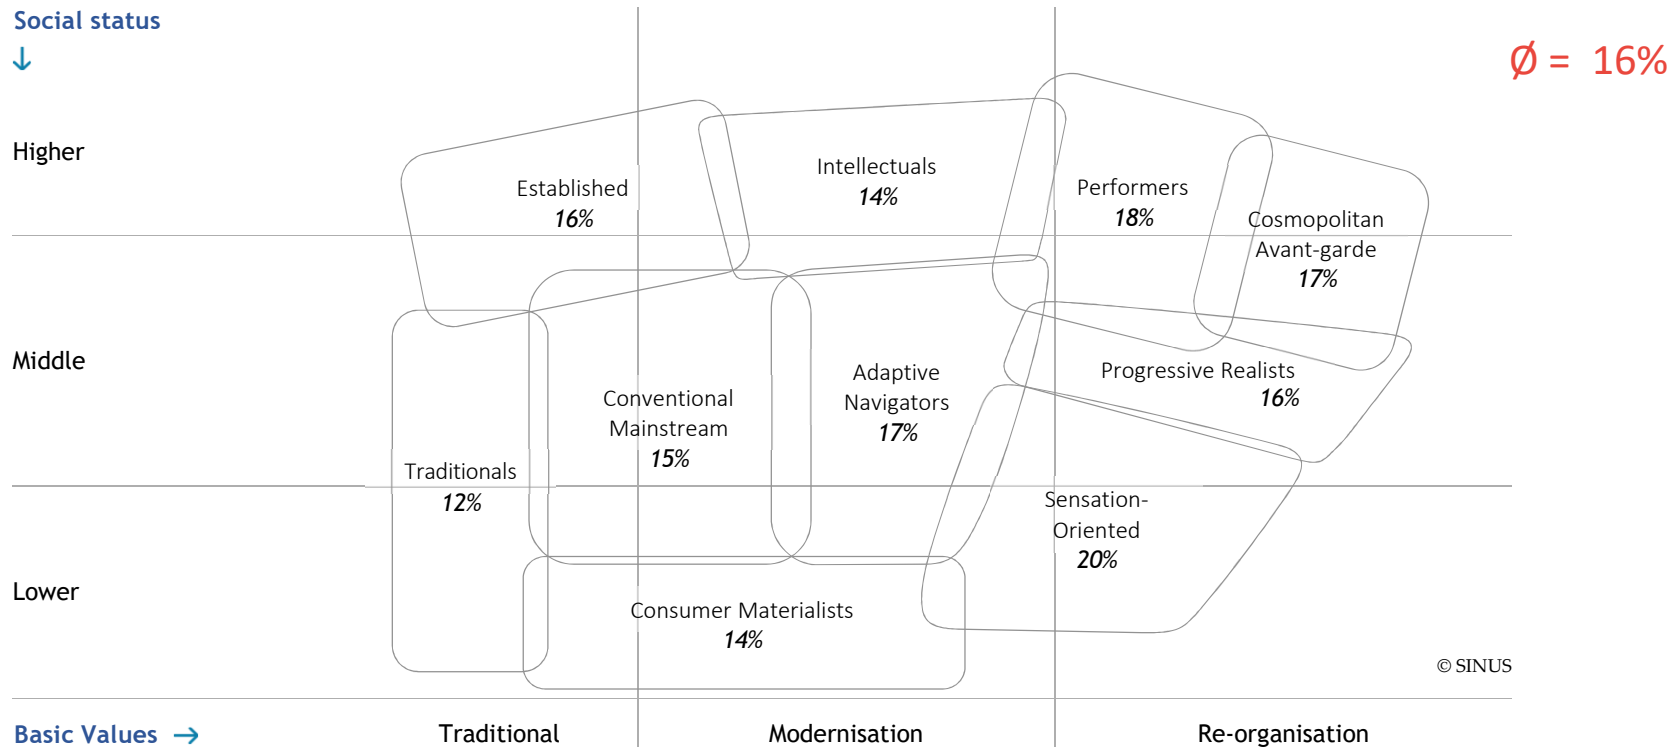 Social status
↓
Ø = 16%
Higher
Established
16%
Intellectuals
14%
Performers
18%
Cosmopolitan
Avant-garde
17%
Middle
Traditionals
12%
Conventional
Mainstream
15%
Adaptive
Navigators
17%
Progressive Realists
16%
Sensation-
Oriented
20%
Lower
Consumer Materialists
14%
© SINUS
Basic Values →
Traditional
Modernisation
Re-organisation